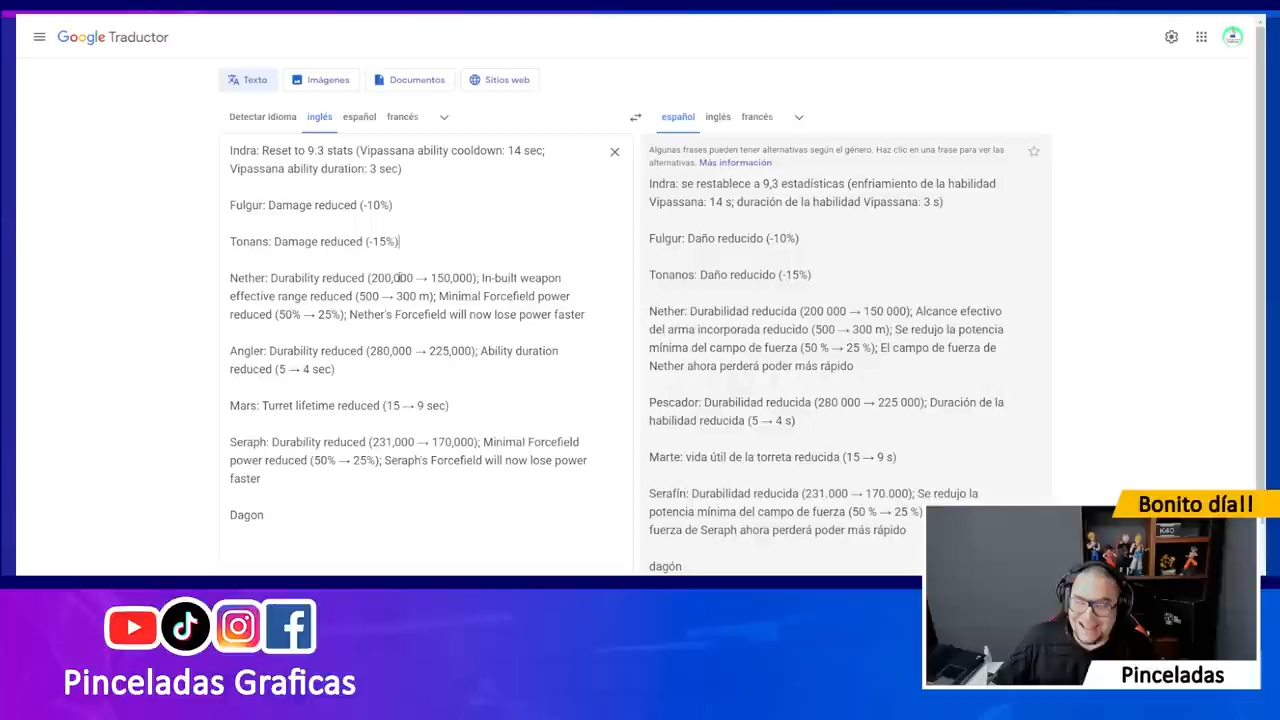 Google Traductor
Texto
Imágenes
Documentos
Sitios web
Detectar idioma
inglés
español
francés
español
inglés
francés
Indra: Reset to 9.3 stats (Vipassana ability cooldown: 14 sec;
Vipassana ability duration: 3 sec)
Fulgur: Damage reduced (-10%)
Tonans: Damage reduced (-15%)
Nether: Durability reduced (200,000 → 150,000); In-built weapon
effective range reduced (500 → 300 m); Minimal Forcefield power
reduced (50% → 25%); Nether's Forcefield will now lose power faster
Angler: Durability reduced (280,000 → 225,000); Ability duration
reduced (5 → 4 sec)
Mars: Turret lifetime reduced (15 → 9 sec)
Seraph: Durability reduced (231,000 → 170,000); Minimal Forcefield
power reduced (50% → 25%); Seraph's Forcefield will now lose power
faster
Dagon
Algunas frases pueden tener alternativas según el género. Haz clic en una frase para ver las
alternativas. Más información
Indra: se restablece a 9,3 estadísticas (enfriamiento de la habilidad
Vipassana: 14 s; duración de la habilidad Vipassana: 3 s)
Fulgur: Daño reducido (-10%)
Tonanos: Daño reducido (-15%)
Nether: Durabilidad reducida (200 000 → 150 000); Alcance efectivo
del arma incorporada reducido (500 → 300 m); Se redujo la potencia
mínima del campo de fuerza (50 % → 25 %); El campo de fuerza de
Nether ahora perderá poder más rápido
Pescador: Durabilidad reducida (280 000 → 225 000); Duración de la
habilidad reducida (5 → 4 s)
Marte: vida útil de la torreta reducida (15 → 9 s)
Serafín: Durabilidad reducida (231.000 → 170.000); Se redujo la
potencia mínima del campo de fuerza (50 % → 25 %)
fuerza de Seraph ahora perderá poder más rápido
dagón
Bonito día!!
K40
Pinceladas
Pinceladas Graficas